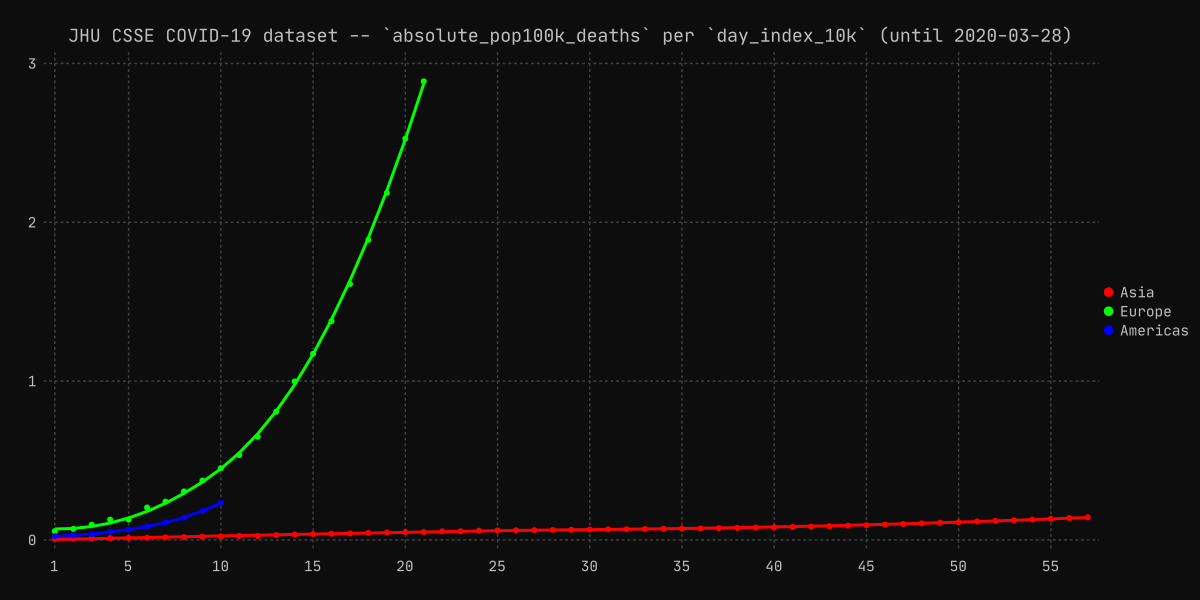 JHU CSSE COVID-19 dataset -- `absolute_pop100k_deaths` per `day_index_10k` (until 2020-03-28)
3
2
1
0
1 5 10 15 20 25 30 35 40 45 50 55
Asia
Europe
Americas